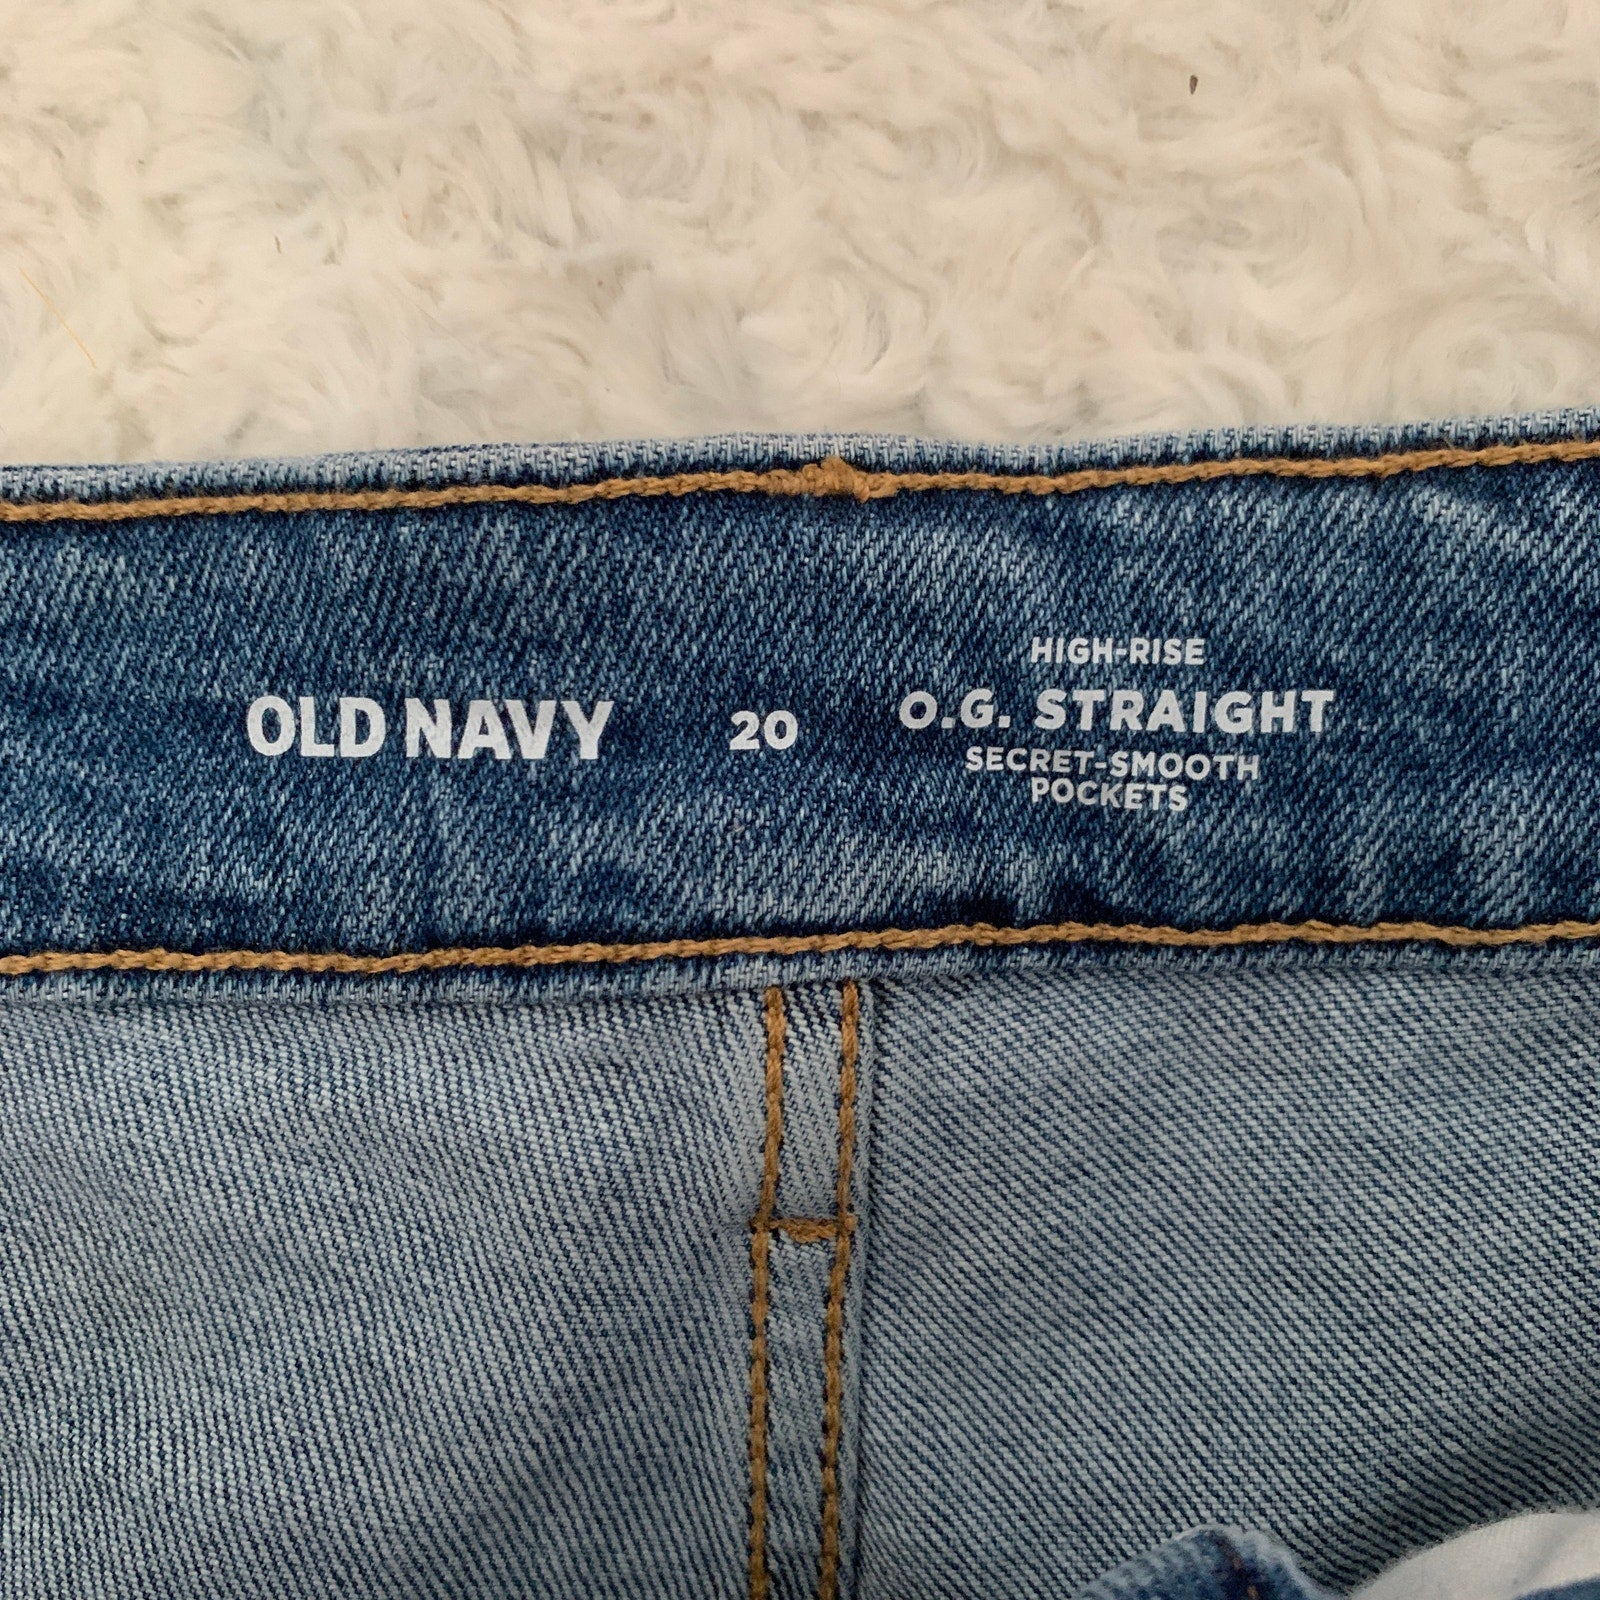 OLD NAVY
20
HIGH-RISE
O.G. STRAIGHT
SECRET-SMOOTH
POCKETS